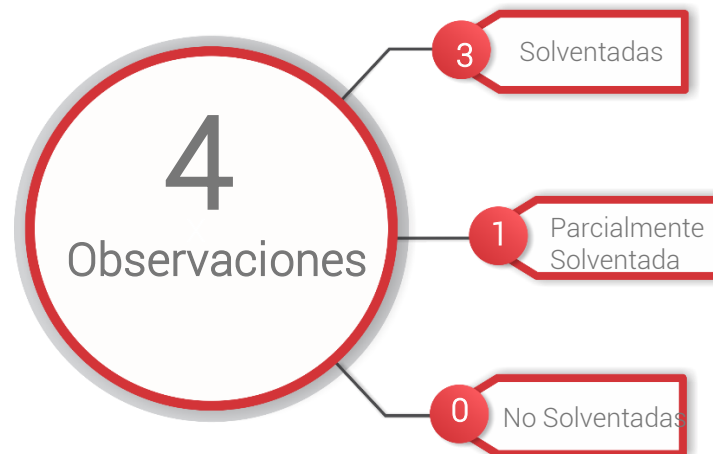 4
Observaciones
3
Solventadas
1
Parcialmente
Solventada
0
No Solventadas